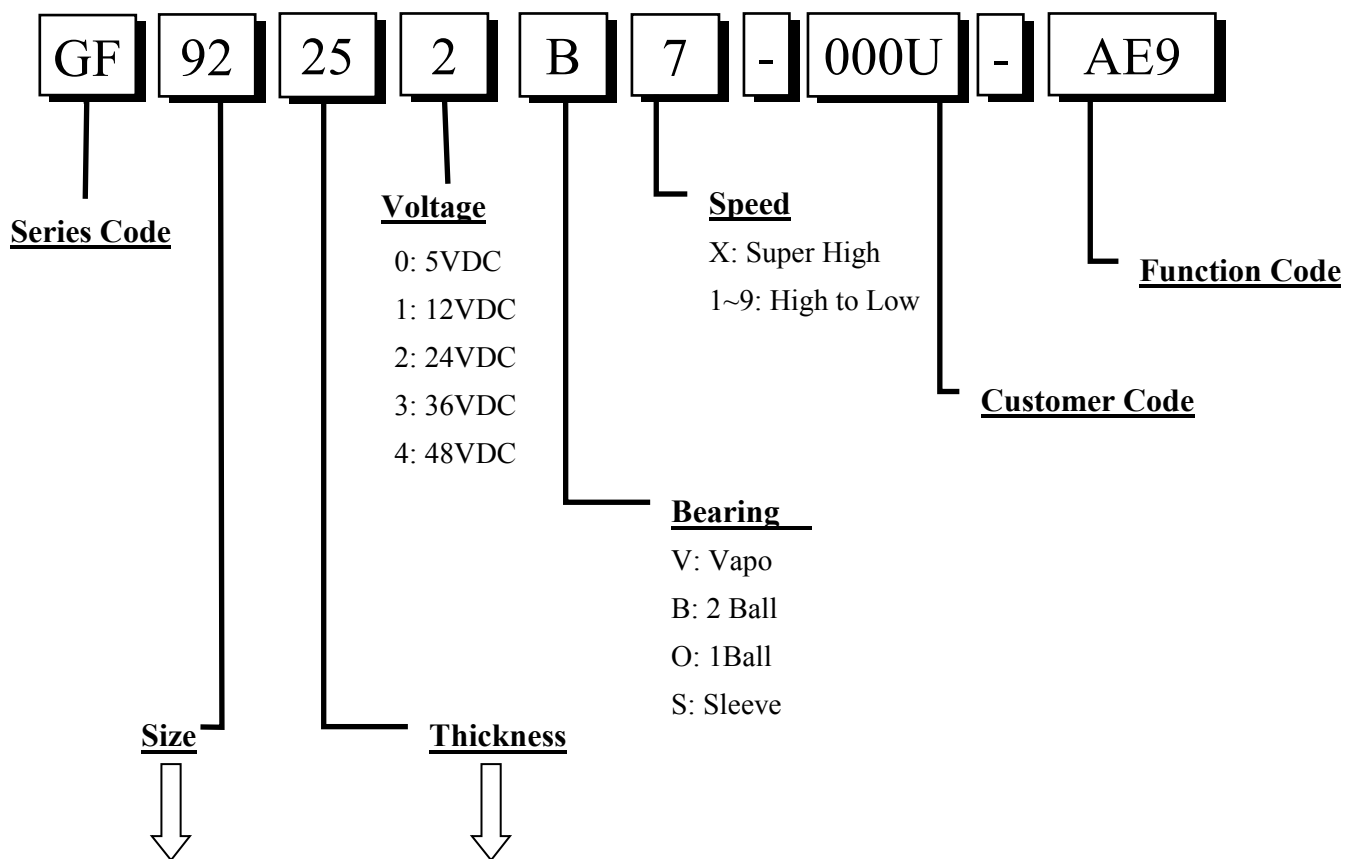 GF 92 25 2 B 7 - 000U - AE9
Series Code
Voltage
0: 5VDC
1: 12VDC
2: 24VDC
3: 36VDC
4: 48VDC
Speed
X: Super High
1~9: High to Low
Function Code
Customer Code
Bearing
V: Vapo
B: 2 Ball
O: 1Ball
S: Sleeve
Size
Thickness